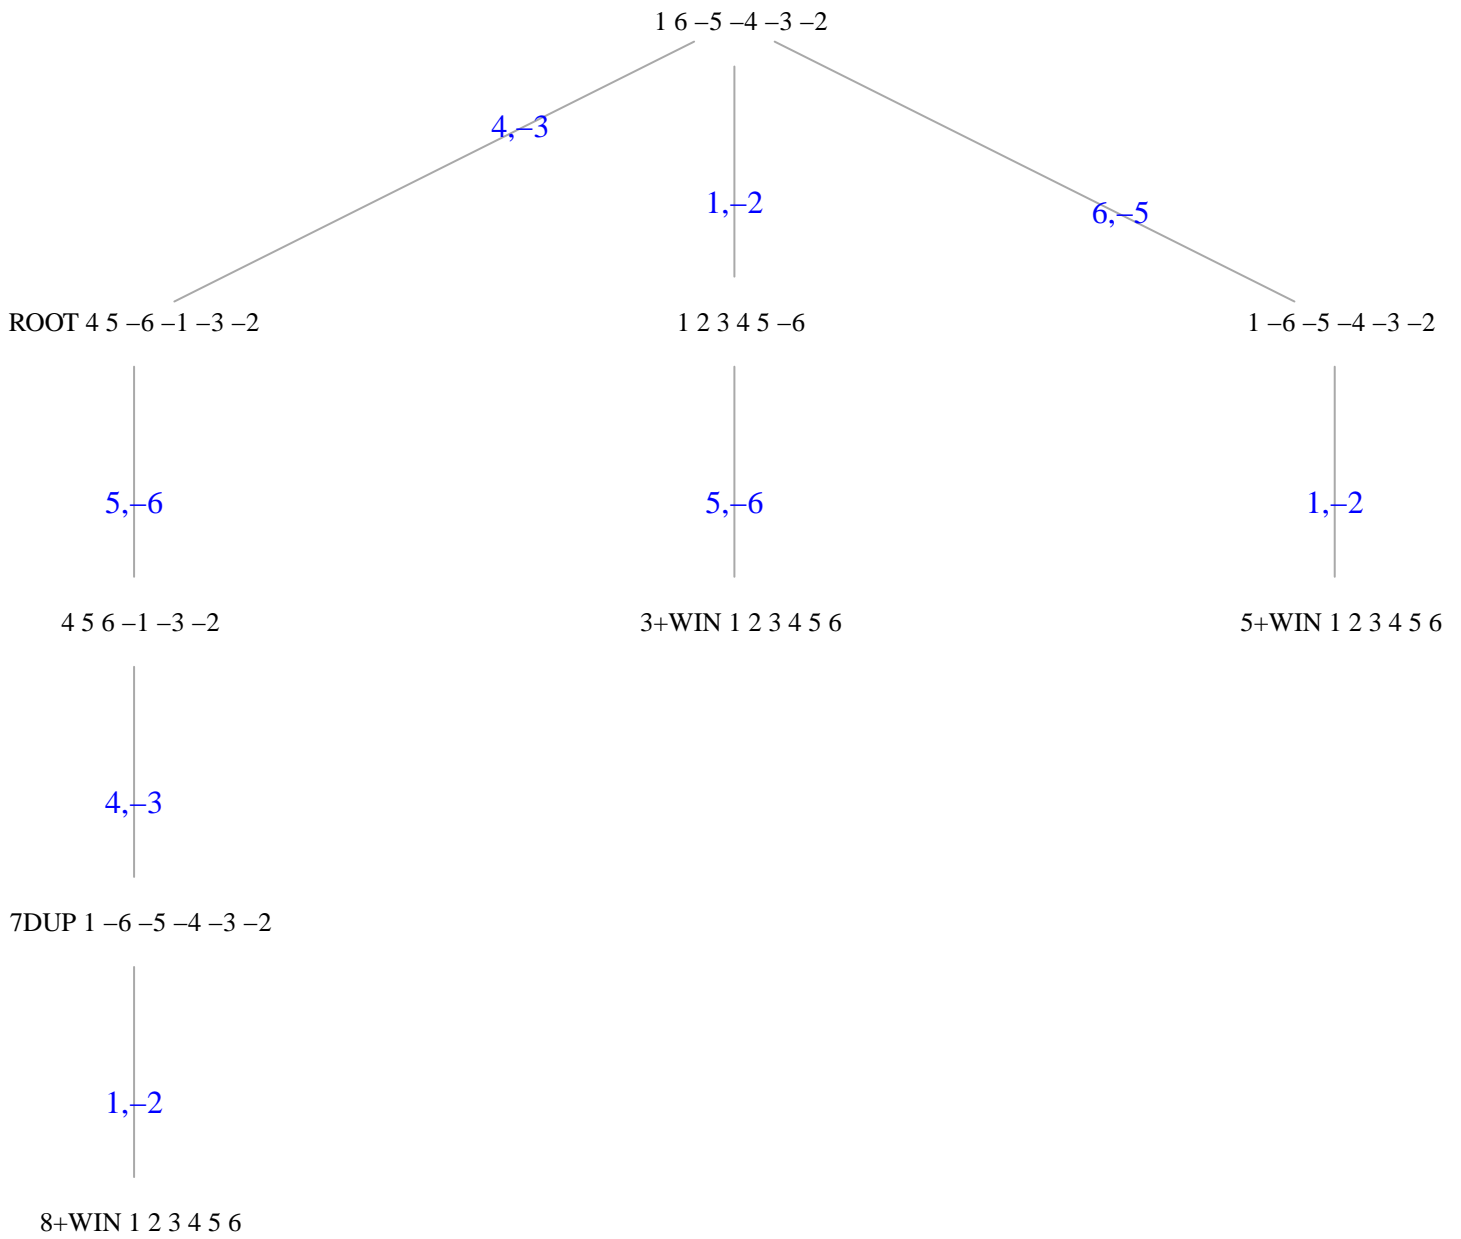 1 6 –5 –4 –3 –2
4,–3
1,–2
6,–5
ROOT 4 5 –6 –1 –3 –2
1 2 3 4 5 –6
1 –6 –5 –4 –3 –2
5,–6
5,–6
1,–2
4 5 6 –1 –3 –2
3+WIN 1 2 3 4 5 6
5+WIN 1 2 3 4 5 6
4,–3
7DUP 1 –6 –5 –4 –3 –2
1,–2
8+WIN 1 2 3 4 5 6